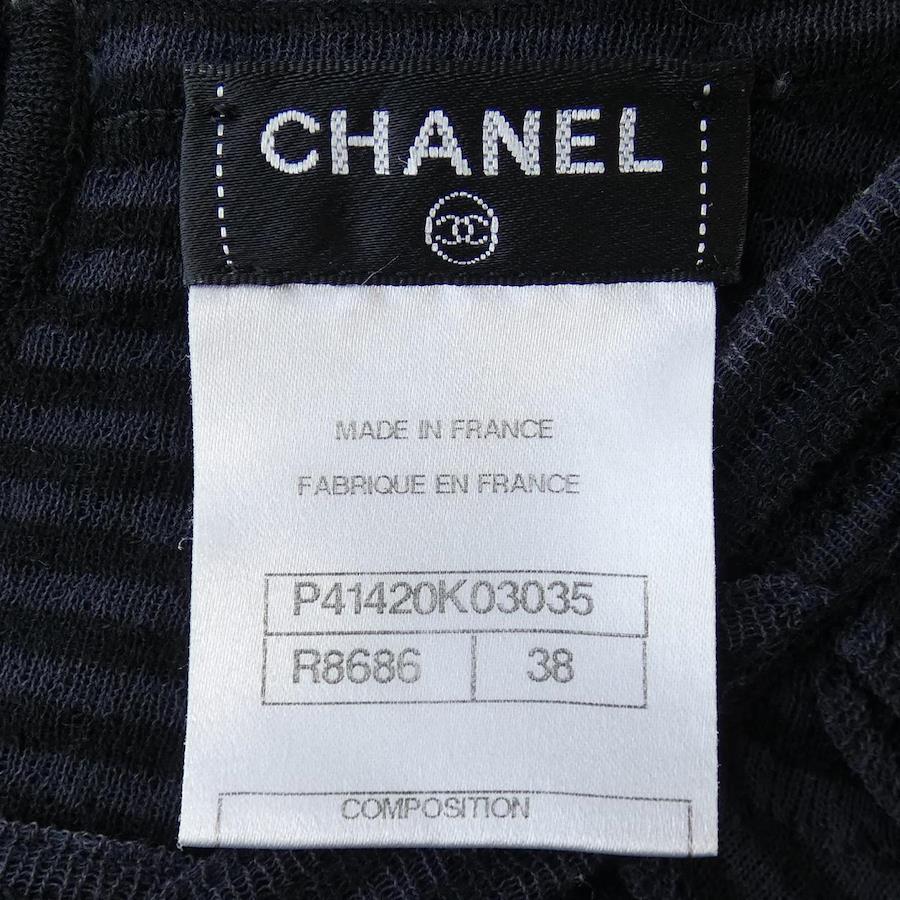 CHANEL
MADE IN FRANCE
FABRIQUE EN FRANCE
P41420K03035
R8686 38
COMPOSITION